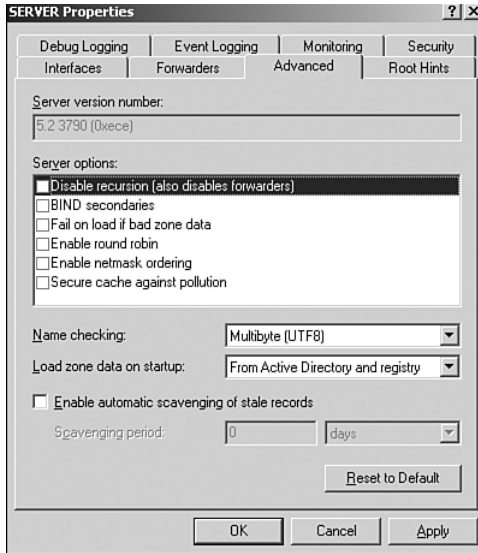 SERVER Properties
Debug Logging Event Logging Monitoring Security
Interfaces Forwarders Advanced Root Hints
Server version number:
5.2 3790 (0xece)
Server options:
Disable recursion (also disables forwarders)
BIND secondaries
Fail on load if bad zone data
Enable round robin
Enable netmask ordering
Secure cache against pollution
Name checking: Multibyte (UTF8)
Load zone data on startup: From Active Directory and registry
Enable automatic scavenging of stale records
Scavenging period: 0 days
Reset to Default
OK Cancel Apply